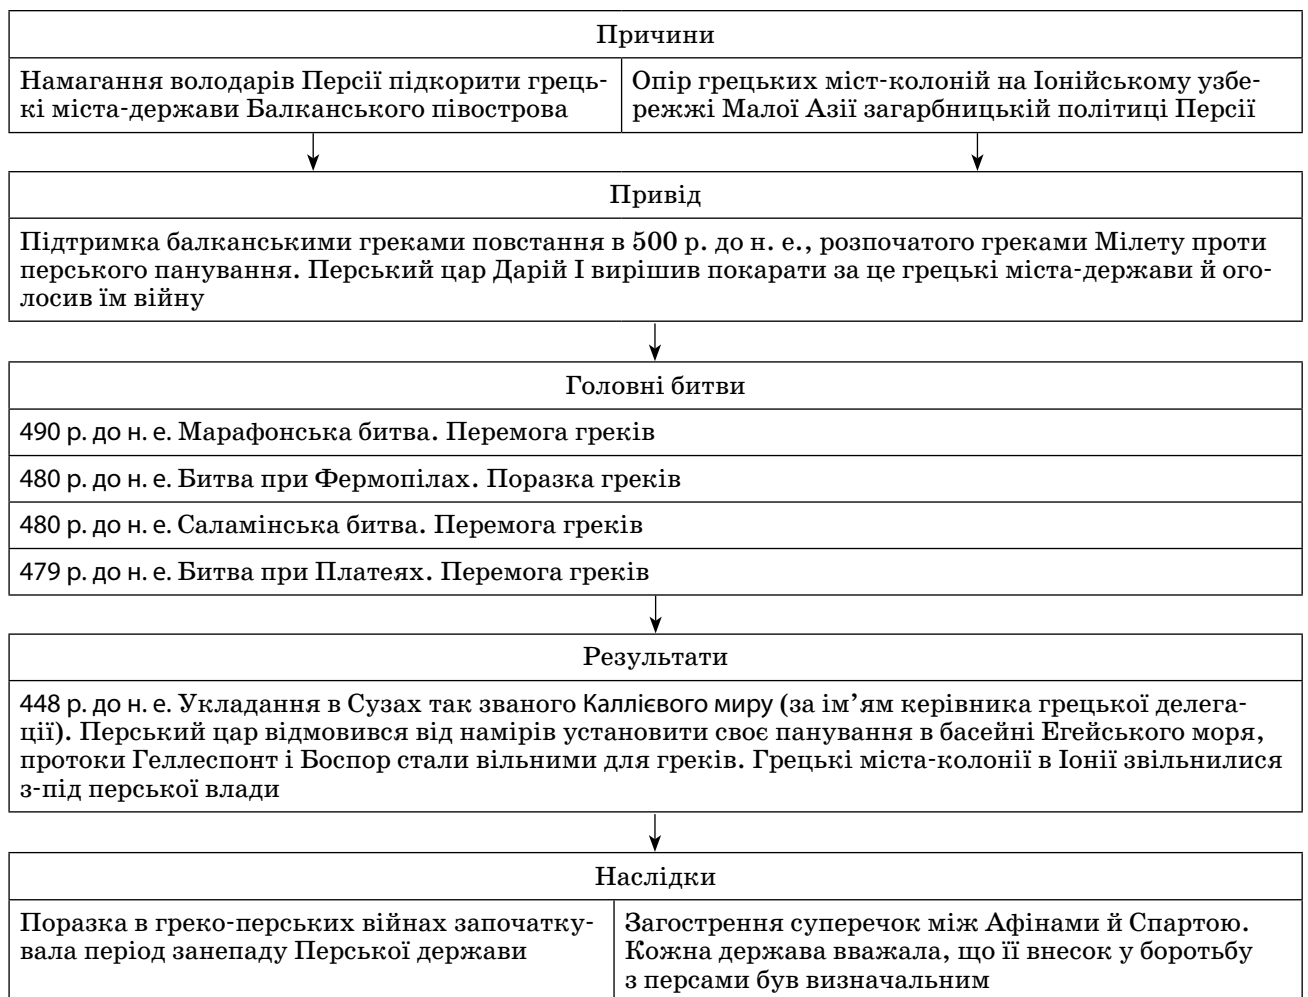 Причини
Намагання володарів Персії підкорити грець-
кі міста-держави Балканського півострова
Опір грецьких міст-колоній на Іонійському узбе-
режжі Малої Азії загарбницькій політиці Персії
Привід
Підтримка балканськими греками повстання в 500 р. до н. е., розпочатого греками Мілету проти
перського панування. Перський цар Дарій І вирішив покарати за це грецькі міста-держави й ого-
лосив їм війну
Головні битви
490 р. до н. е. Марафонська битва. Перемога греків
480 р. до н. е. Битва при Фермопілах. Поразка греків
480 р. до н. е. Саламінська битва. Перемога греків
479 р. до н. е. Битва при Платеях. Перемога греків
Результати
448 р. до н. е. Укладання в Сузах так званого Каллієвого миру (за ім’ям керівника грецької делега-
ції). Перський цар відмовився від намірів установити своє панування в басейні Егейського моря,
протоки Геллеспонт і Боспор стали вільними для греків. Грецькі міста-колонії в Іонії звільнилися
з-під перської влади
Наслідки
Поразка в греко-перських війнах започатку-
вала період занепаду Перської держави
Загострення суперечок між Афінами й Спартою.
Кожна держава вважала, що її внесок у боротьбу
з персами був визначальним